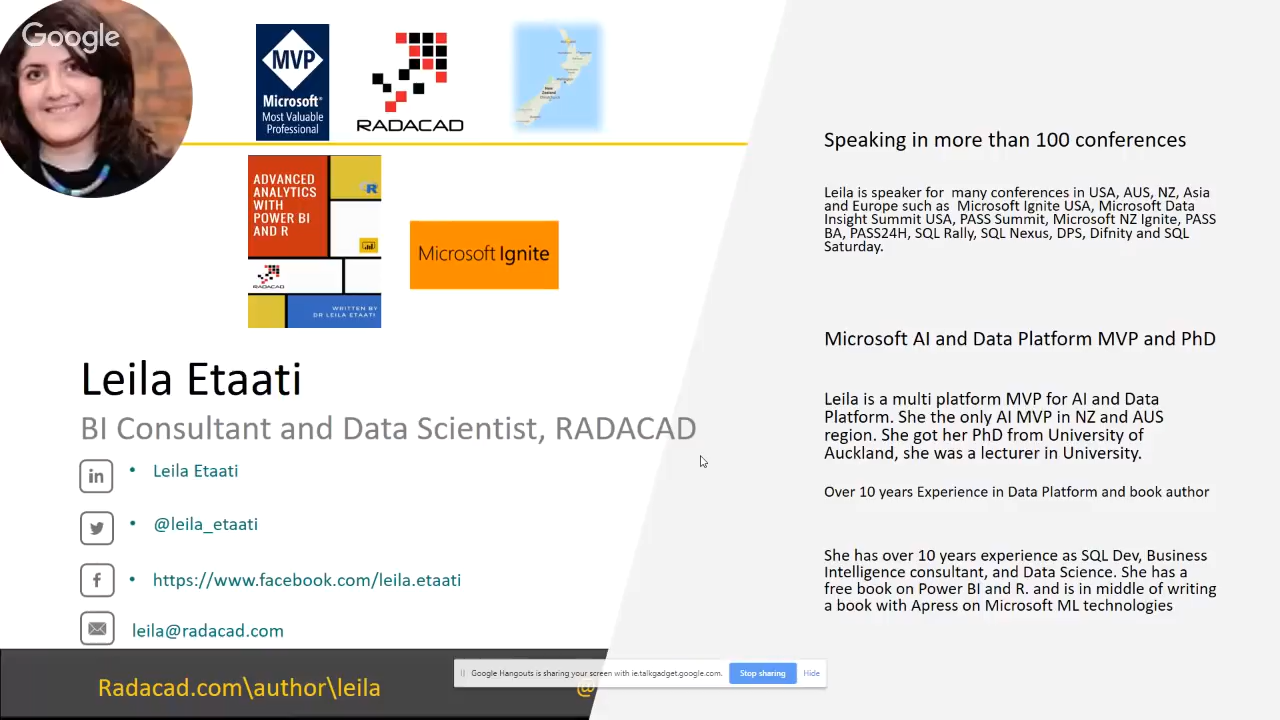 Google
MVP
Microsoft®
Most Valuable
Professional
RADACAD
ADVANCED
ANALYTICS
WITH
POWER BI
AND R
R
RADACAD
WRITTEN BY
DR LEILA ETAATI
Microsoft Ignite
Leila Etaati
BI Consultant and Data Scientist, RADACAD
in
• Leila Etaati
• @leila_etaati
f
• https://www.facebook.com/leila.etaati
leila@radacad.com
Radacad.com\author\leila
@
Speaking in more than 100 conferences
Leila is speaker for many conferences in USA, AUS, NZ, Asia
and Europe such as Microsoft Ignite USA, Microsoft Data
Insight Summit USA, PASS Summit, Microsoft NZ Ignite, PASS
BA, PASS24H, SQL Rally, SQL Nexus, DPS, Difnity and SQL
Saturday.
Microsoft AI and Data Platform MVP and PhD
Leila is a multi platform MVP for AI and Data
Platform. She the only AI MVP in NZ and AUS
region. She got her PhD from University of
Auckland, she was a lecturer in University.
Over 10 years Experience in Data Platform and book author
She has over 10 years experience as SQL Dev, Business
Intelligence consultant, and Data Science. She has a
free book on Power BI and R. and is in middle of writing
a book with Apress on Microsoft ML technologies
Google Hangouts is sharing your screen with ie.talkgadget.google.com.
Stop sharing
Hide